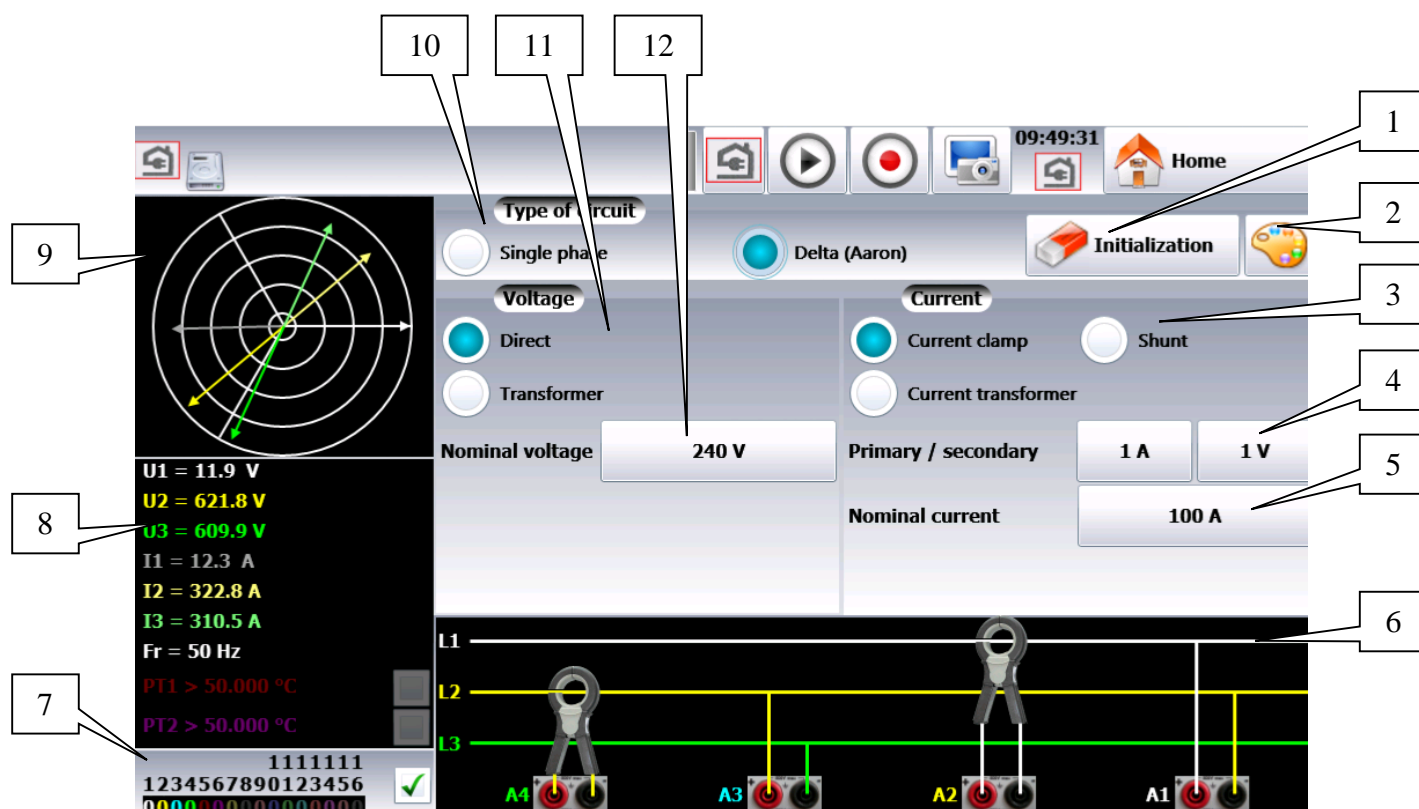 10 11 12
1
09:49:31
Home
Type of circuit
2
Single phase
Delta (Aaron)
Initialization
9
Voltage
Current
3
Direct
Current clamp
Shunt
Transformer
Current transformer
4
Nominal voltage
240 V
Primary / secondary
1 A
1 V
5
Nominal current
100 A
U1 = 11.9 V
U2 = 621.8 V
8
U3 = 609.9 V
I1 = 12.3 A
I2 = 322.8 A
I3 = 310.5 A
Fr = 50 Hz
6
L1
PT1 > 50.000 °C
7
L2
PT2 > 50.000 °C
L3
1111111
1234567890123456
A4
A3
A2
A1